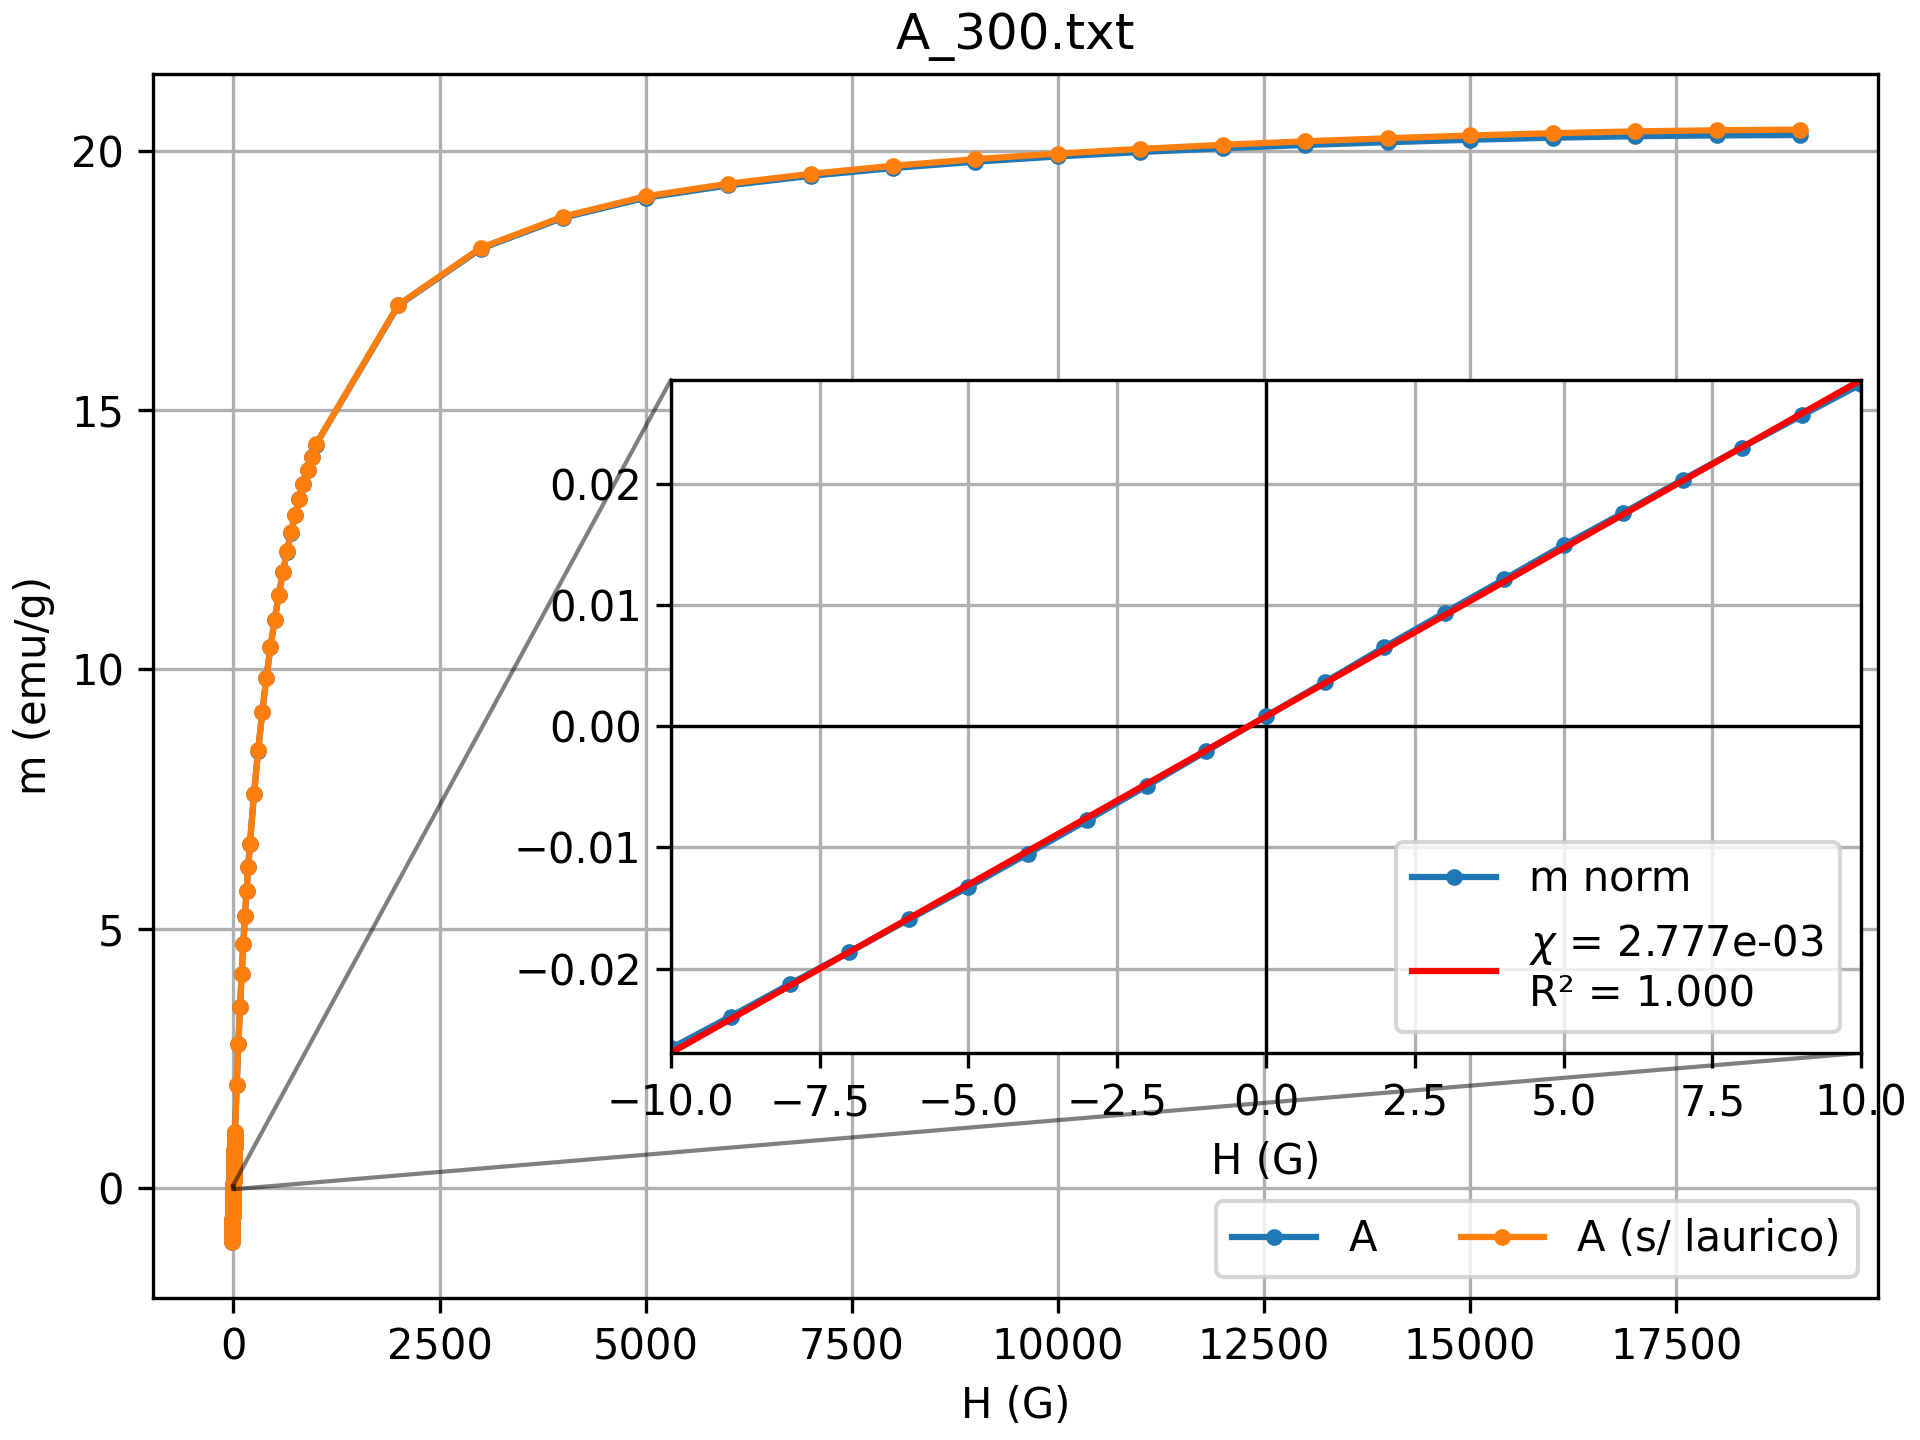 A_300.txt
20
15
10
5
0
m (emu/g)
0.02
0.01
0.00
−0.01
−0.02
m norm
χ = 2.777e-03
R² = 1.000
−10.0 −7.5 −5.0 −2.5 0.0 2.5 5.0 7.5 10.0
H (G)
A A (s/ laurico)
0 2500 5000 7500 10000 12500 15000 17500
H (G)